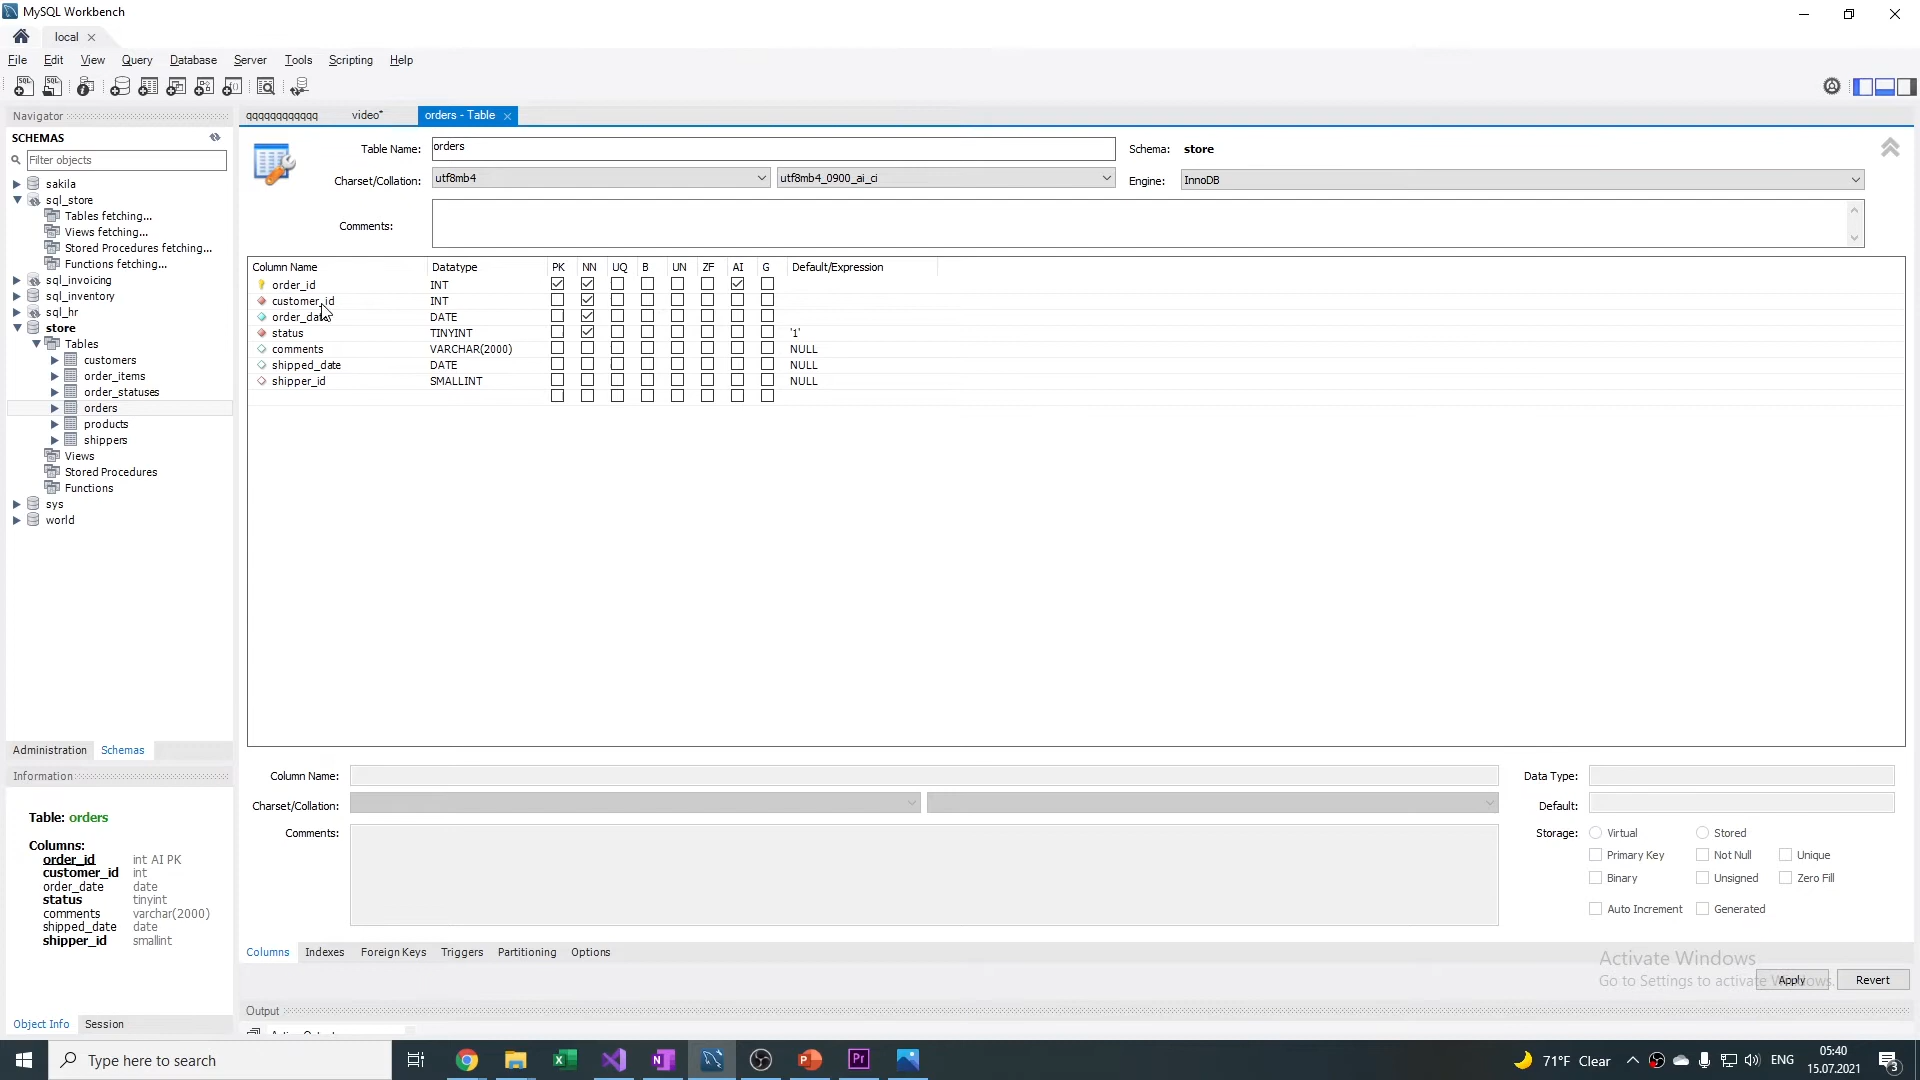 MySQL Workbench
local
File Edit View Query Database Server Tools Scripting Help
Navigator
SCHEMAS
Filter objects
sakila
sql_store
Tables fetching...
Views fetching...
Stored Procedures fetching...
Functions fetching...
sql_invoicing
sql_inventory
sql_hr
store
Tables
customers
order_items
order_statuses
orders
products
shippers
Views
Stored Procedures
Functions
sys
world
Administration Schemas
Information
Table: orders
Columns:
order_id int AI PK
customer_id int
order_date date
status tinyint
comments varchar(2000)
shipped_date date
shipper_id smallint
Object Info Session
qqqqqqqqqqqq video* orders - Table
Table Name: orders Schema: store
Charset/Collation: utf8mb4 utf8mb4_0900_ai_ci Engine: InnoDB
Comments:
Column Name Datatype PK NN UQ B UN ZF AI G Default/Expression
order_id INT
customer_id INT
order_date DATE
status TINYINT '1'
comments VARCHAR(2000) NULL
shipped_date DATE NULL
shipper_id SMALLINT NULL
Column Name: Data Type:
Charset/Collation: Default:
Comments: Storage: Virtual Stored
Primary Key Not Null Unique
Binary Unsigned Zero Fill
Auto Increment Generated
Columns Indexes Foreign Keys Triggers Partitioning Options
Activate Windows
Go to Settings to activate Windows.
Apply Revert
Output
Type here to search
71°F Clear ENG 05:40
15.07.2021
3